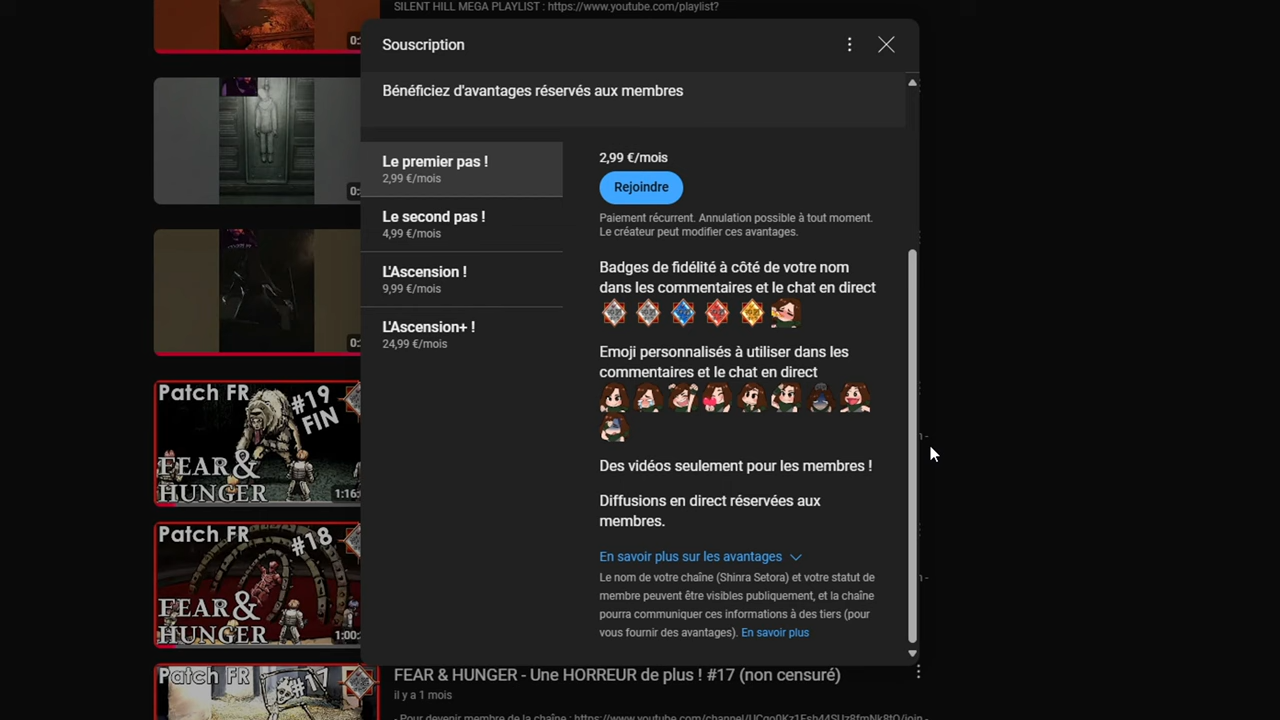 SILENT HILL MEGA PLAYLIST : https://www.youtube.com/playlist?
0:
Souscription
Bénéficiez d'avantages réservés aux membres
Le premier pas !
2,99 €/mois
Le second pas !
4,99 €/mois
L'Ascension !
9,99 €/mois
L'Ascension+ !
24,99 €/mois
2,99 €/mois
Rejoindre
Paiement récurrent. Annulation possible à tout moment.
Le créateur peut modifier ces avantages.
Badges de fidélité à côté de votre nom
dans les commentaires et le chat en direct
Emoji personnalisés à utiliser dans les
commentaires et le chat en direct
Des vidéos seulement pour les membres !
Diffusions en direct réservées aux
membres.
En savoir plus sur les avantages
Le nom de votre chaîne (Shinra Setora) et votre statut de
membre peuvent être visibles publiquement, et la chaîne
pourra communiquer ces informations à des tiers (pour
vous fournir des avantages). En savoir plus
0:
0:
Patch FR
#19
FIN
FEAR &
HUNGER
1:16:
Patch FR
#18
FEAR &
HUNGER
1:00:
Patch FR
#17
FEAR & HUNGER - Une HORREUR de plus ! #17 (non censuré)
il y a 1 mois